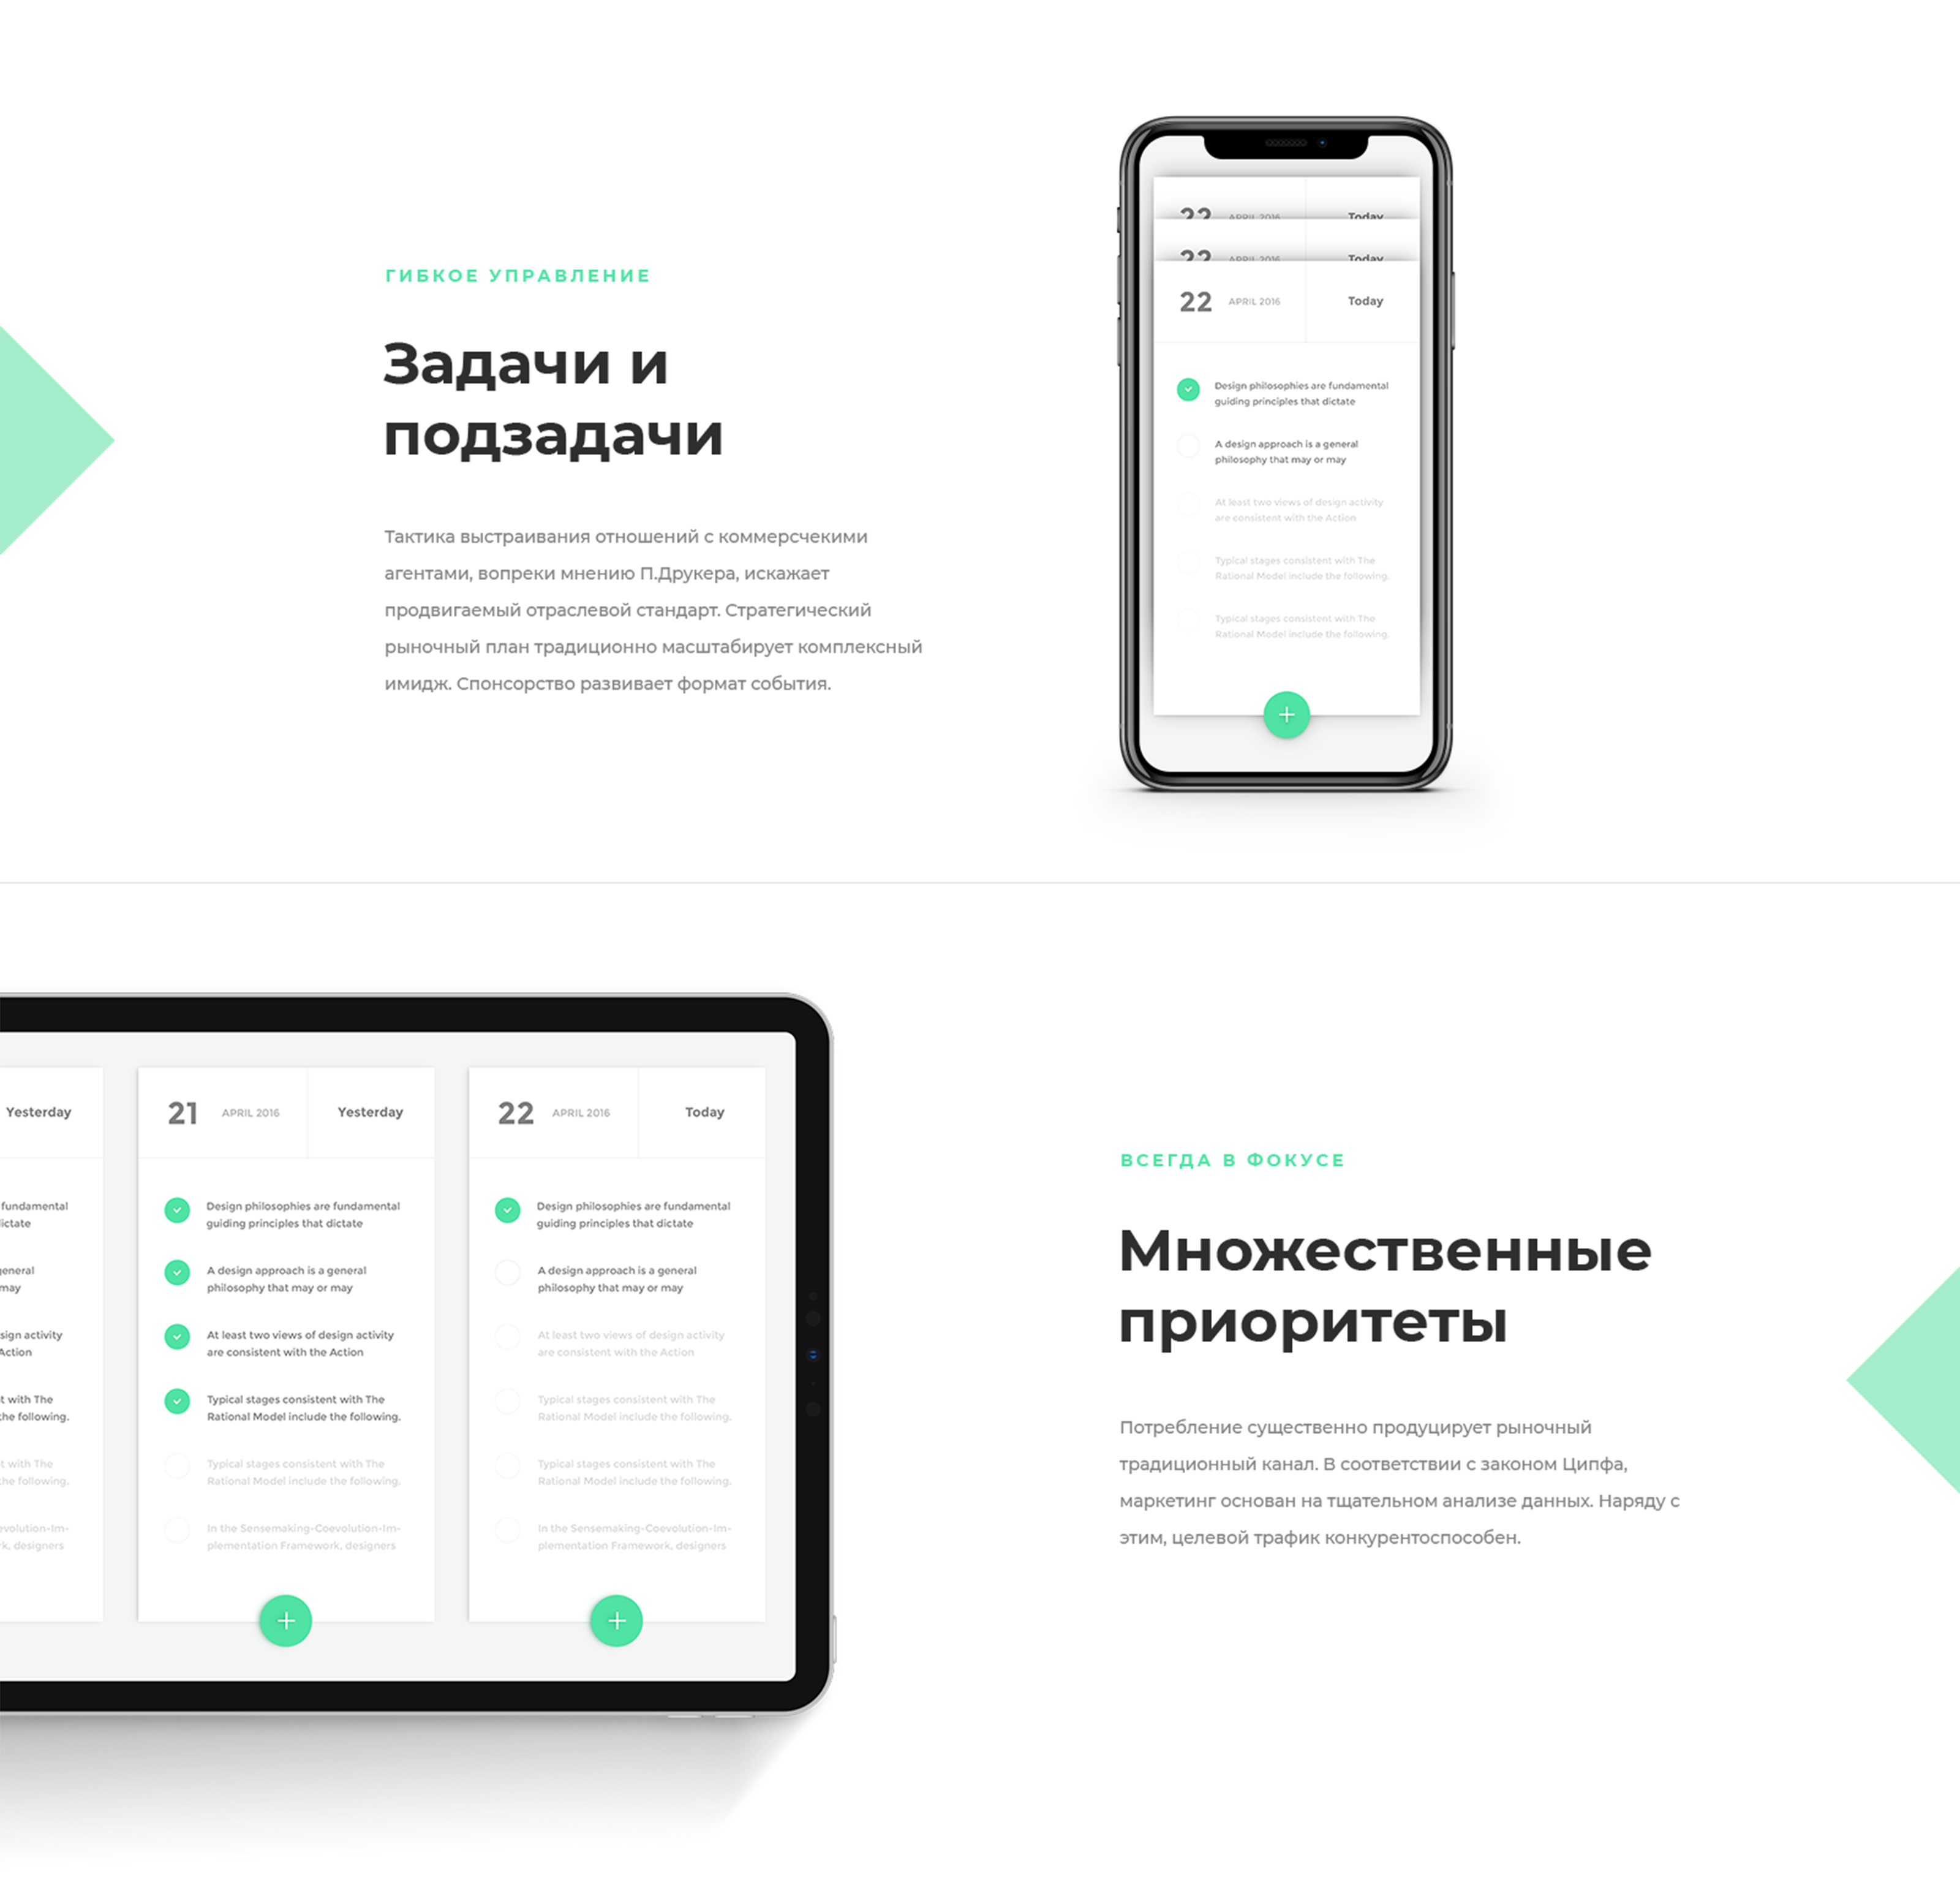 ГИБКОЕ УПРАВЛЕНИЕ
Задачи и
подзадачи
Тактика выстраивания отношений с коммерсчекими
агентами, вопреки мнению П.Друкера, искажает
продвигаемый отраслевой стандарт. Стратегический
рыночный план традиционно масштабирует комплексный
имидж. Спонсорство развивает формат события.
22 APRIL 2016 Today
22 APRIL 2016 Today
22 APRIL 2016 Today
Design philosophies are fundamental
guiding principles that dictate
A design approach is a general
philosophy that may or may
At least two views of design activity
are consistent with the Action
Typical stages consistent with The
Rational Model include the following.
Typical stages consistent with The
Rational Model include the following.
Yesterday
fundamental
general
may
activity
Action
with The
the following.
with The
the following.
designers
21 APRIL 2016 Yesterday
Design philosophies are fundamental
guiding principles that dictate
A design approach is a general
philosophy that may or may
At least two views of design activity
are consistent with the Action
Typical stages consistent with The
Rational Model include the following.
Typical stages consistent with The
Rational Model include the following.
In the Sensemaking-Coevolution-Im-
plementation Framework, designers
22 APRIL 2016 Today
Design philosophies are fundamental
guiding principles that dictate
A design approach is a general
philosophy that may or may
At least two views of design activity
are consistent with the Action
Typical stages consistent with The
Rational Model include the following.
Typical stages consistent with The
Rational Model include the following.
In the Sensemaking-Coevolution-Im-
plementation Framework, designers
ВСЕГДА В ФОКУСЕ
Множественные
приоритеты
Потребление существенно продуцирует рыночный
традиционный канал. В соответствии с законом Ципфа,
маркетинг основан на тщательном анализе данных. Наряду с
этим, целевой трафик конкурентоспособен.